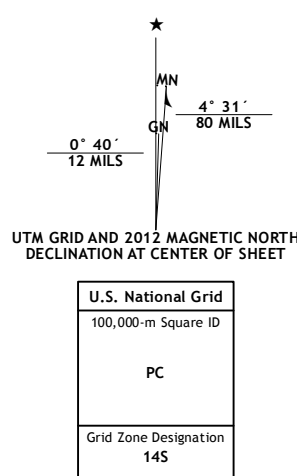 MN
4° 31´
80 MILS
GN
0° 40´
12 MILS
UTM GRID AND 2012 MAGNETIC NORTH
DECLINATION AT CENTER OF SHEET
U.S. National Grid
100,000-m Square ID
PC
Grid Zone Designation
14S